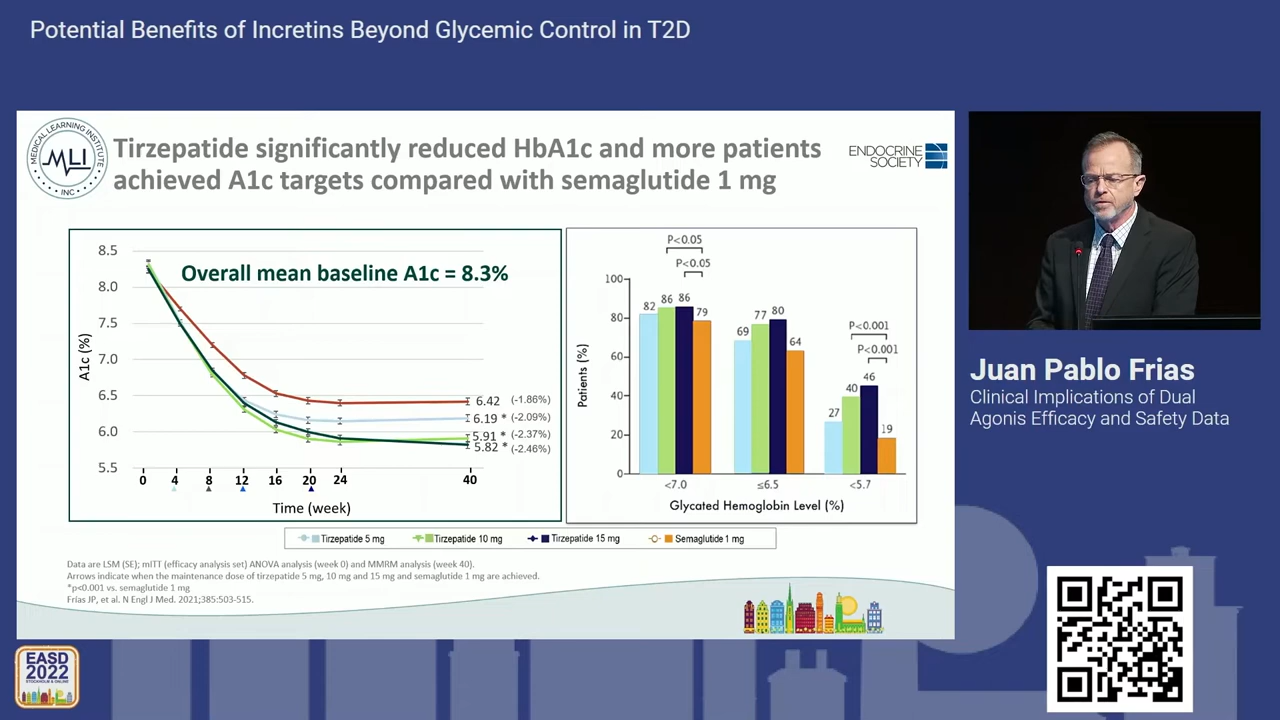 Potential Benefits of Incretins Beyond Glycemic Control in T2D
MEDICAL LEARNING INSTITUTE
MLI
INC
Tirzepatide significantly reduced HbA1c and more patients
achieved A1c targets compared with semaglutide 1 mg
ENDOCRINE
SOCIETY
Overall mean baseline A1c = 8.3%
A1c (%)
8.5
8.0
7.5
7.0
6.5
6.0
5.5
6.42 (-1.86%)
6.19 * (-2.09%)
5.91 * (-2.37%)
5.82 * (-2.46%)
0 4 8 12 16 20 24 40
Time (week)
P<0.05
P<0.05
P<0.001
P<0.001
Patients (%)
100
80
60
40
20
0
82 86 86 79
69 77 80 64
27 40 46 19
<7.0 ≤6.5 <5.7
Glycated Hemoglobin Level (%)
Tirzepatide 5 mg Tirzepatide 10 mg Tirzepatide 15 mg Semaglutide 1 mg
Data are LSM (SE); mITT (efficacy analysis set) ANOVA analysis (week 0) and MMRM analysis (week 40).
Arrows indicate when the maintenance dose of tirzepatide 5 mg, 10 mg and 15 mg and semaglutide 1 mg are achieved.
*p<0.001 vs. semaglutide 1 mg
Frias JP, et al. N Engl J Med. 2021;385:503-515.
Juan Pablo Frias
Clinical Implications of Dual
Agonis Efficacy and Safety Data
EASD
2022
STOCKHOLM & ONLINE